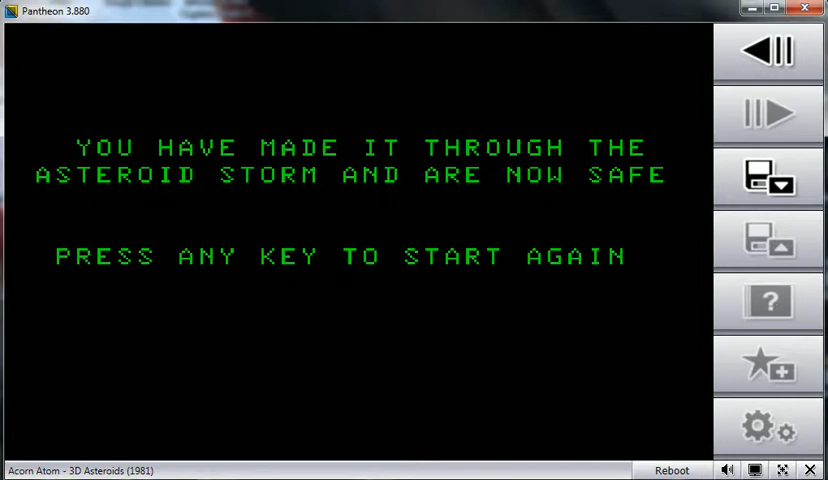 Pantheon 3.880
YOU HAVE MADE IT THROUGH THE
ASTEROID STORM AND ARE NOW SAFE
PRESS ANY KEY TO START AGAIN
?
Acorn Atom - 3D Asteroids (1981)
Reboot